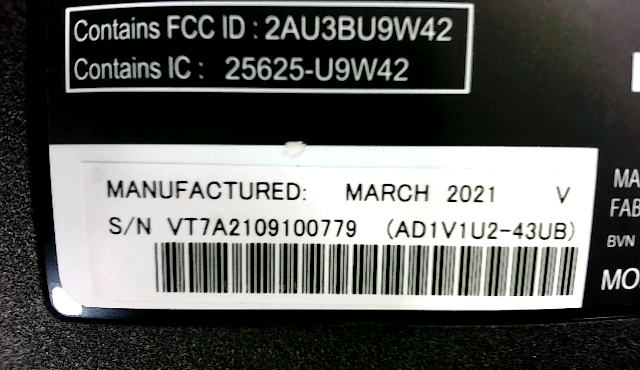 Contains FCC ID : 2AU3BU9W42
Contains IC : 25625-U9W42
MANUFACTURED: MARCH 2021 V
S/N VT7A2109100779 (AD1V1U2-43UB)
MA
FAB
BVN
MO